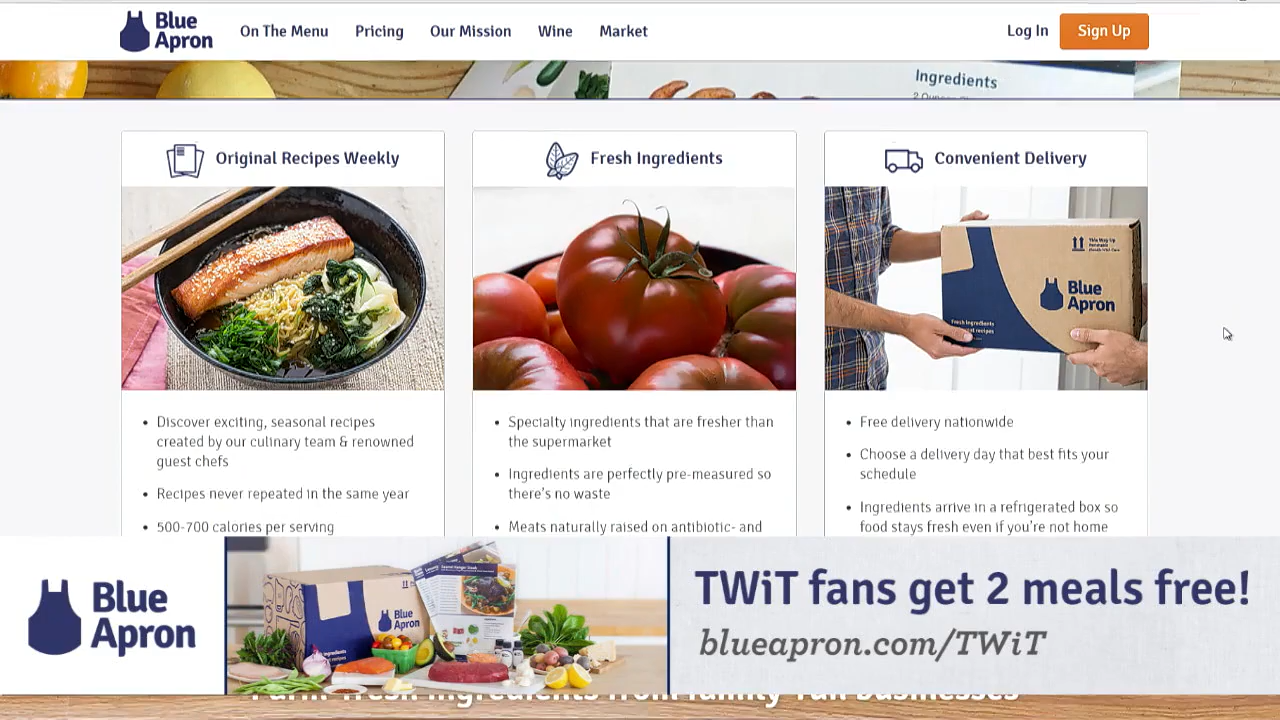 Blue Apron
On The Menu
Pricing
Our Mission
Wine
Market
Log In
Sign Up
Ingredients
Original Recipes Weekly
Discover exciting, seasonal recipes
created by our culinary team & renowned
guest chefs
Recipes never repeated in the same year
500-700 calories per serving
Fresh Ingredients
Specialty ingredients that are fresher than
the supermarket
Ingredients are perfectly pre-measured so
there's no waste
Meats naturally raised on antibiotic- and
Convenient Delivery
This Way Up
Blue
Apron
Free delivery nationwide
Choose a delivery day that best fits your
schedule
Ingredients arrive in a refrigerated box so
food stays fresh even if you're not home
Blue
Apron
Blue
Apron
TWiT fans get 2 meals free!
blueapron.com/TWiT